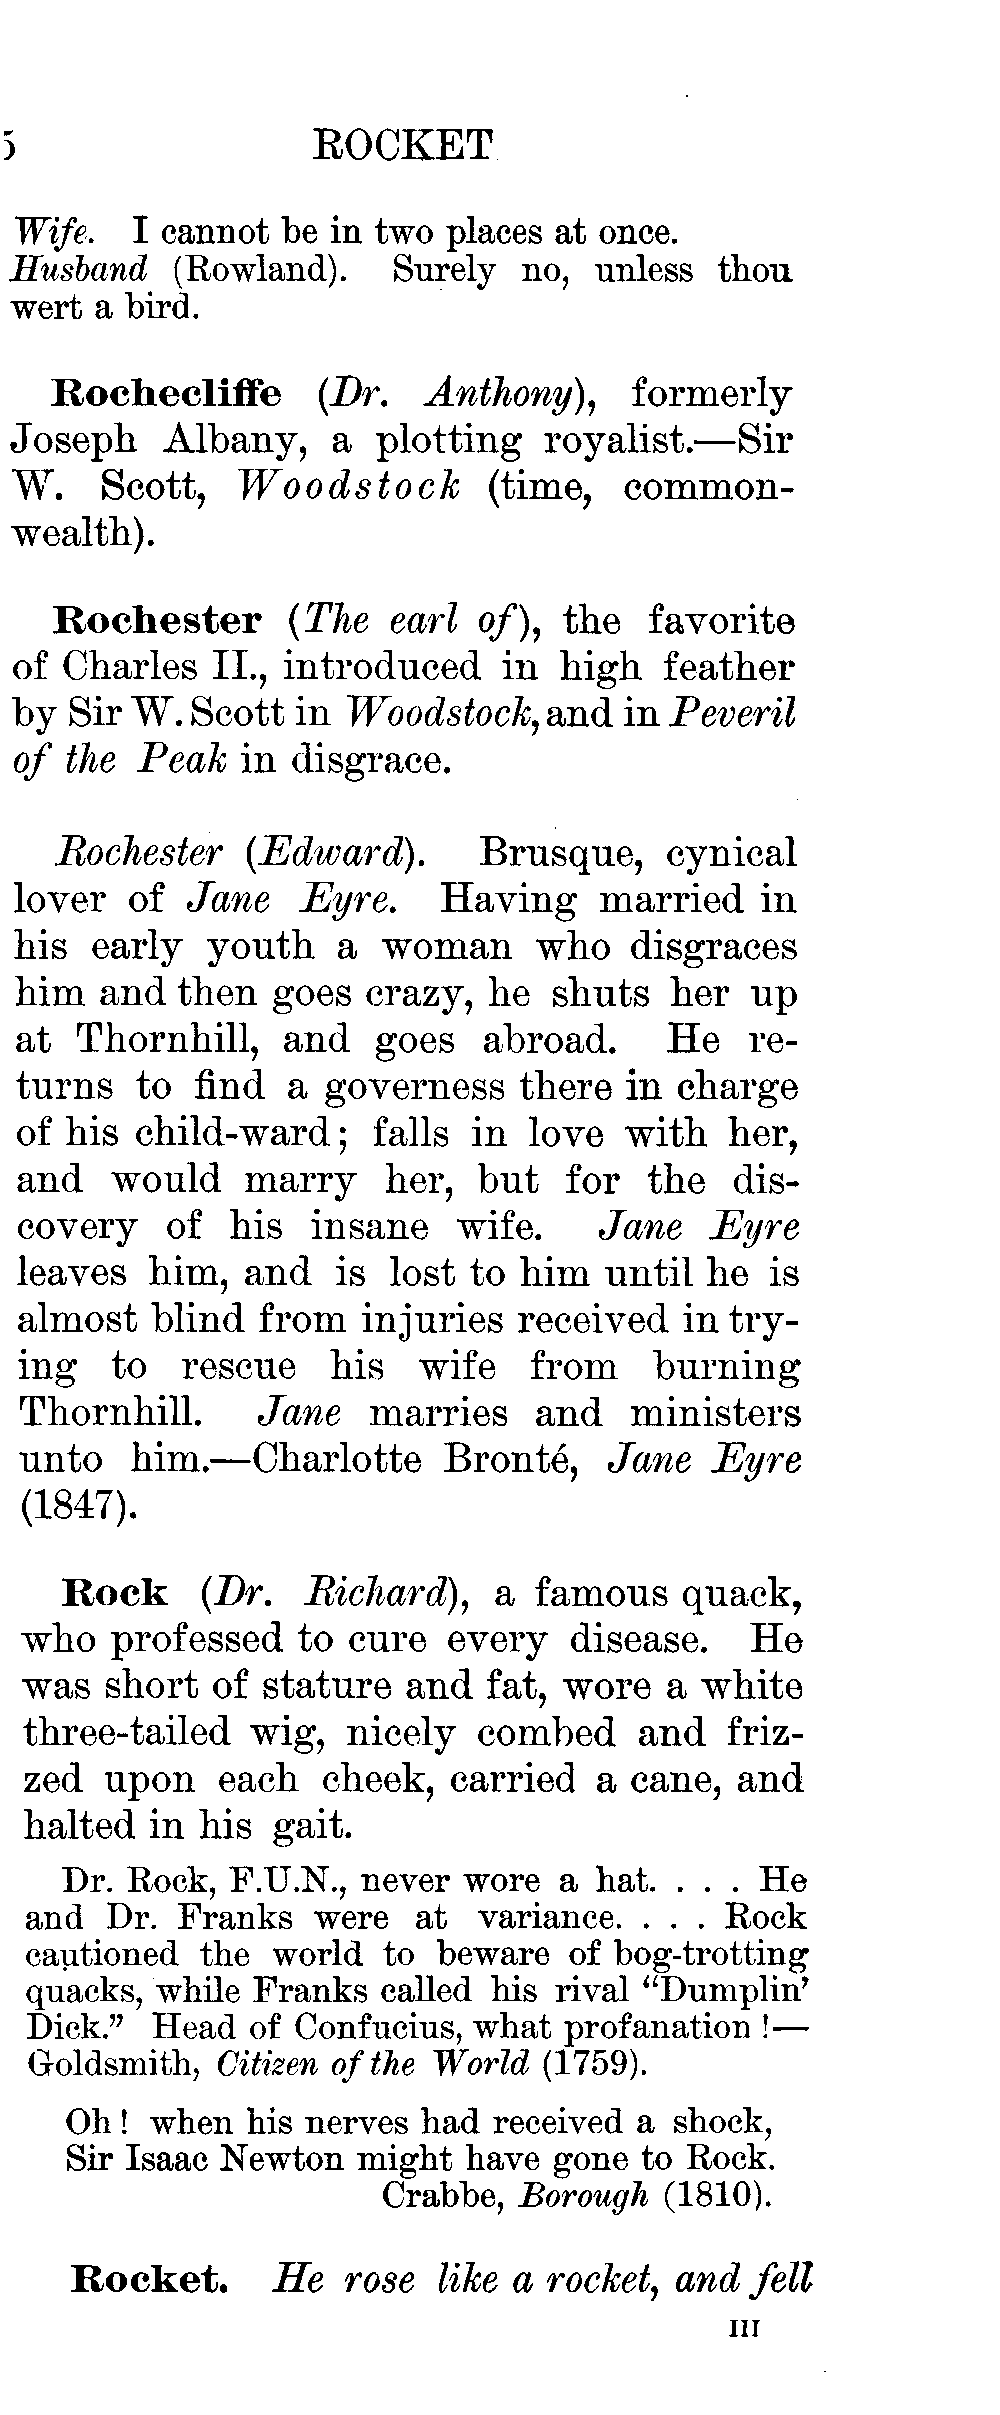 5 ROCKET
Wife. I cannot be in two places at once.
Husband (Rowland). Surely no, unless thou
wert a bird.
Rochecliffe (Dr. Anthony), formerly
Joseph Albany, a plotting royalist.—Sir
W. Scott, Woodstock (time, common-
wealth).
Rochester (The earl of), the favorite
of Charles II., introduced in high feather
by Sir W. Scott in Woodstock, and in Peveril
of the Peak in disgrace.
Rochester (Edward). Brusque, cynical
lover of Jane Eyre. Having married in
his early youth a woman who disgraces
him and then goes crazy, he shuts her up
at Thornhill, and goes abroad. He re-
turns to find a governess there in charge
of his child-ward; falls in love with her,
and would marry her, but for the dis-
covery of his insane wife. Jane Eyre
leaves him, and is lost to him until he is
almost blind from injuries received in try-
ing to rescue his wife from burning
Thornhill. Jane marries and ministers
unto him.—Charlotte Bronté, Jane Eyre
(1847).
Rock (Dr. Richard), a famous quack,
who professed to cure every disease. He
was short of stature and fat, wore a white
three-tailed wig, nicely combed and friz-
zed upon each cheek, carried a cane, and
halted in his gait.
Dr. Rock, F.U.N., never wore a hat. . . . He
and Dr. Franks were at variance. . . . Rock
cautioned the world to beware of bog-trotting
quacks, while Franks called his rival "Dumplin'
Dick." Head of Confucius, what profanation!—
Goldsmith, Citizen of the World (1759).
Oh! when his nerves had received a shock,
Sir Isaac Newton might have gone to Rock.
Crabbe, Borough (1810).
Rocket. He rose like a rocket, and fell
III